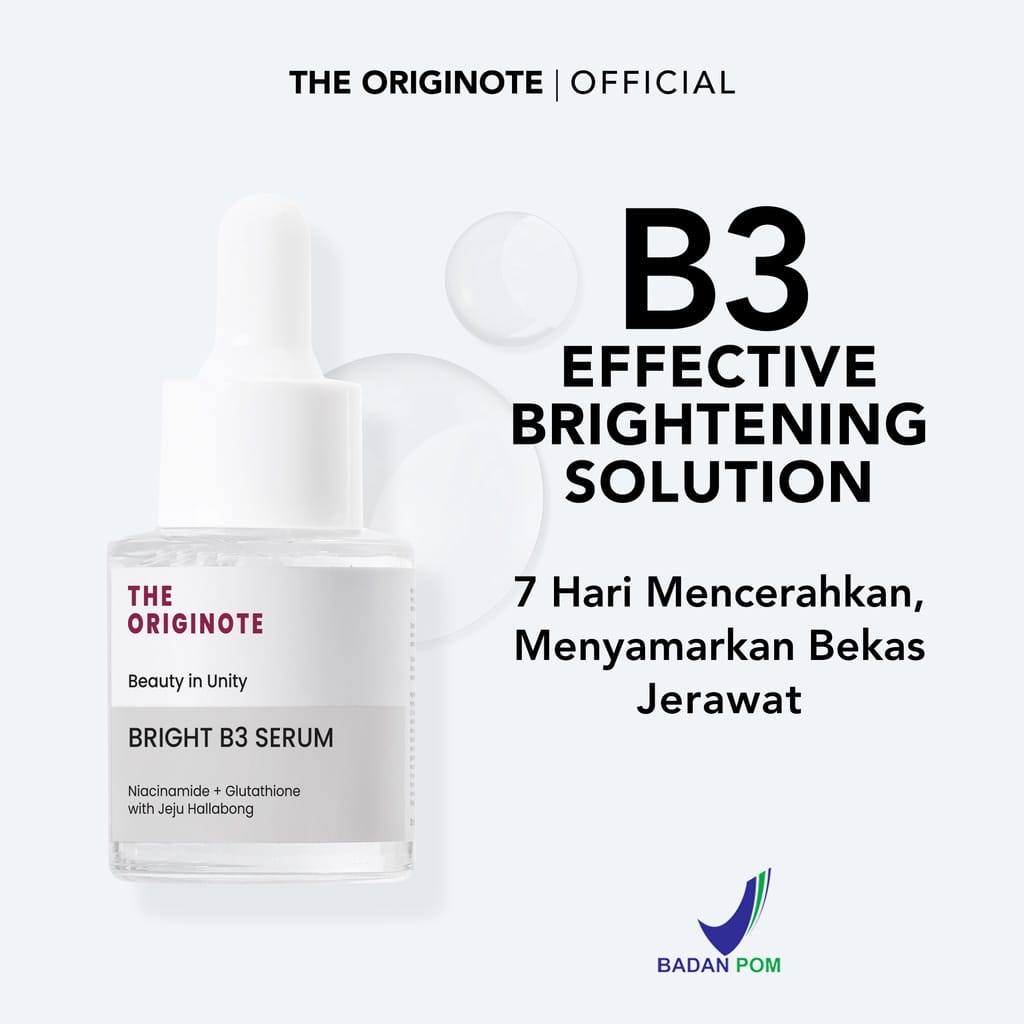 THE ORIGINOTE | OFFICIAL
B3
EFFECTIVE
BRIGHTENING
SOLUTION
7 Hari Mencerahkan,
Menyamarkan Bekas
Jerawat
THE
ORIGINOTE
Beauty in Unity
BRIGHT B3 SERUM
Niacinamide + Glutathione
with Jeju Hallabong
BADAN POM